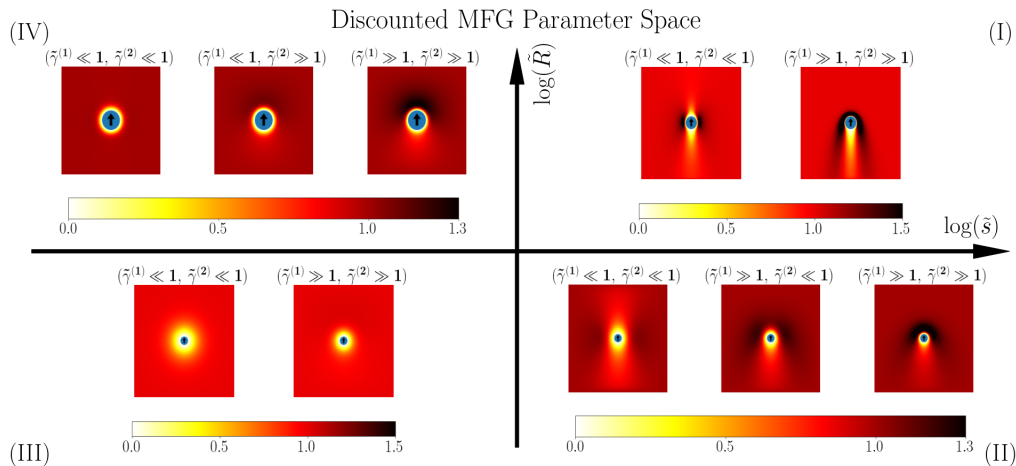 Discounted MFG Parameter Space
(IV)
(I)
log(R̃)
(γ̃⁽¹⁾ ≪ 1, γ̃⁽²⁾ ≪ 1)
(γ̃⁽¹⁾ ≪ 1, γ̃⁽²⁾ ≫ 1)
(γ̃⁽¹⁾ ≫ 1, γ̃⁽²⁾ ≫ 1)
0.0 0.5 1.0 1.3
(γ̃⁽¹⁾ ≪ 1, γ̃⁽²⁾ ≪ 1)
(γ̃⁽¹⁾ ≫ 1, γ̃⁽²⁾ ≫ 1)
0.0 0.5 1.0 1.5
log(s̃)
(γ̃⁽¹⁾ ≪ 1, γ̃⁽²⁾ ≪ 1)
(γ̃⁽¹⁾ ≫ 1, γ̃⁽²⁾ ≫ 1)
0.0 0.5 1.0 1.5
(III)
(γ̃⁽¹⁾ ≪ 1, γ̃⁽²⁾ ≪ 1)
(γ̃⁽¹⁾ ≫ 1, γ̃⁽²⁾ ≪ 1)
(γ̃⁽¹⁾ ≫ 1, γ̃⁽²⁾ ≫ 1)
0.0 0.5 1.0 1.3
(II)